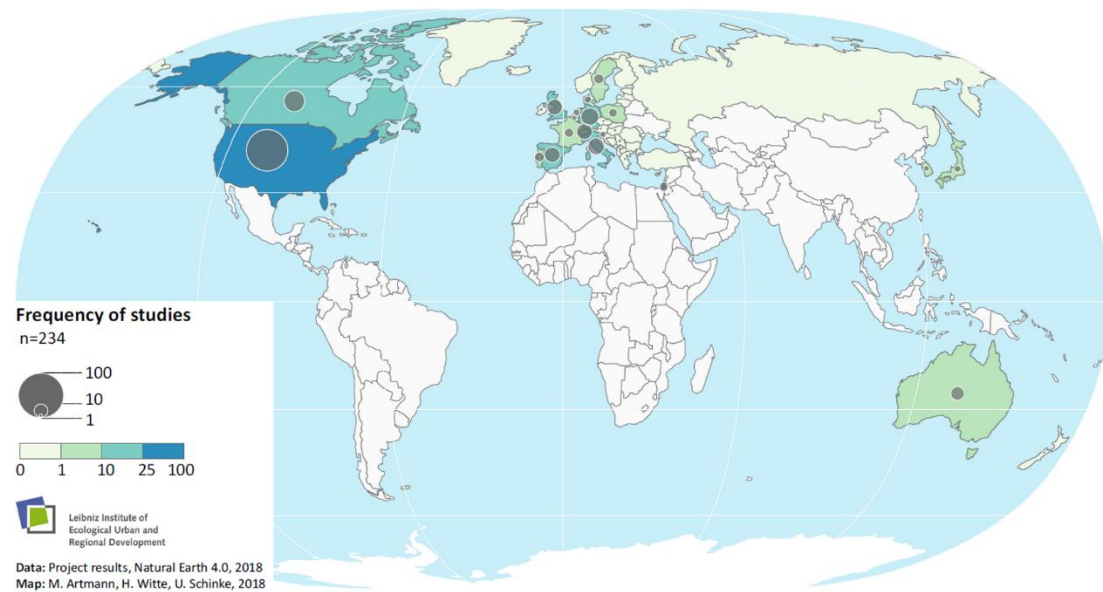 Frequency of studies
n=234
100
10
1
0 1 10 25 100
Leibniz Institute of
Ecological Urban and
Regional Development
Data: Project results, Natural Earth 4.0, 2018
Map: M. Artmann, H. Witte, U. Schinke, 2018